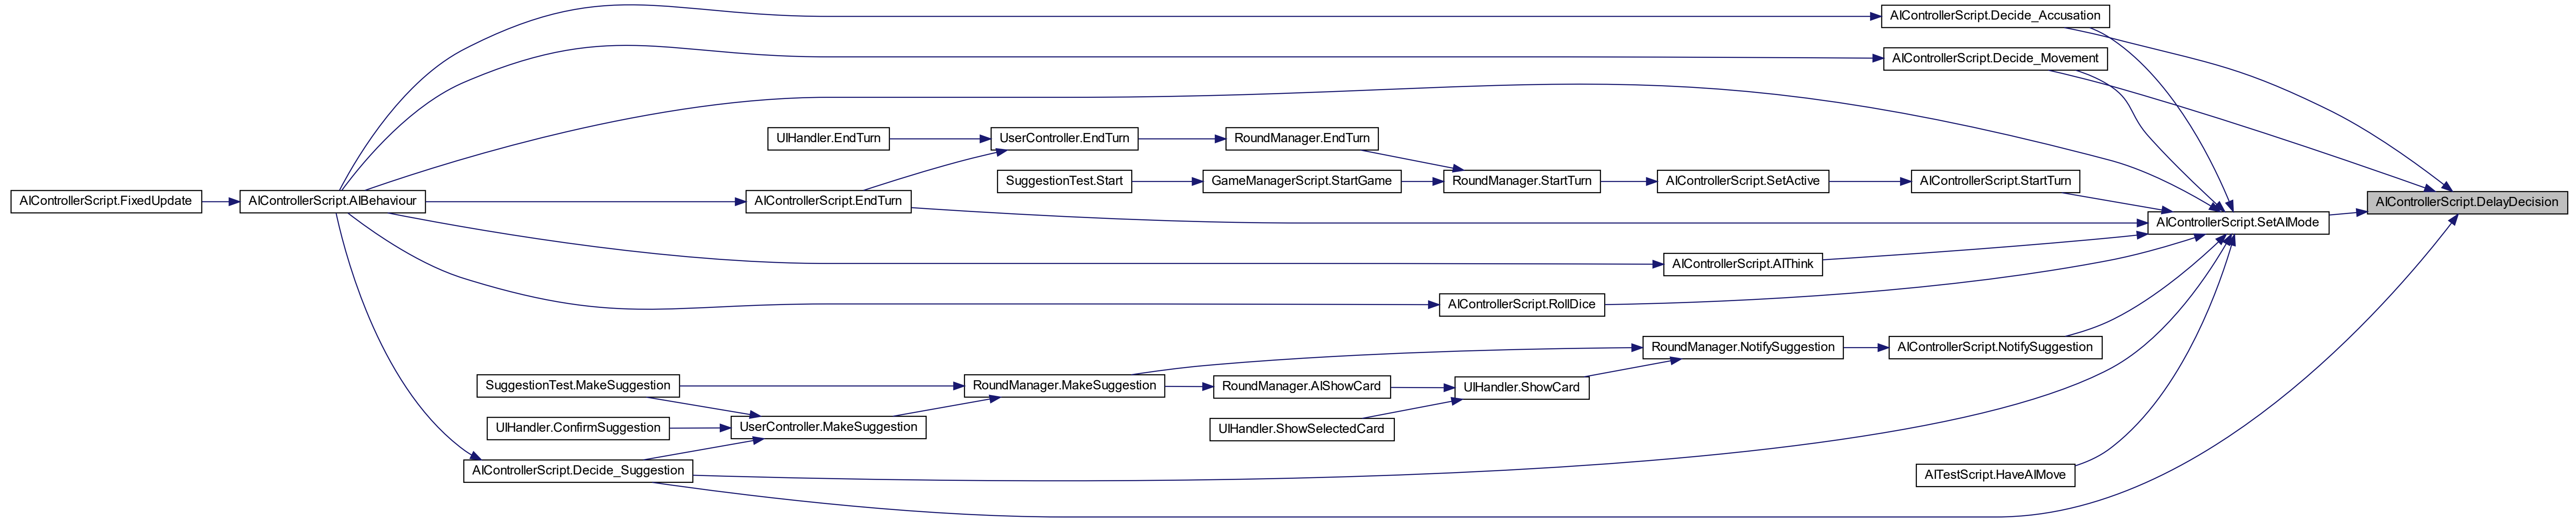 AIControllerScript.Decide_Accusation
AIControllerScript.Decide_Movement
UIHandler.EndTurn
UserController.EndTurn
RoundManager.EndTurn
SuggestionTest.Start
GameManagerScript.StartGame
RoundManager.StartTurn
AIControllerScript.SetActive
AIControllerScript.StartTurn
AIControllerScript.FixedUpdate
AIControllerScript.AIBehaviour
AIControllerScript.EndTurn
AIControllerScript.DelayDecision
AIControllerScript.SetAIMode
AIControllerScript.AIThink
AIControllerScript.RollDice
RoundManager.NotifySuggestion
AIControllerScript.NotifySuggestion
SuggestionTest.MakeSuggestion
RoundManager.MakeSuggestion
RoundManager.AIShowCard
UIHandler.ShowCard
UIHandler.ConfirmSuggestion
UserController.MakeSuggestion
UIHandler.ShowSelectedCard
AIControllerScript.Decide_Suggestion
AITestScript.HaveAIMove